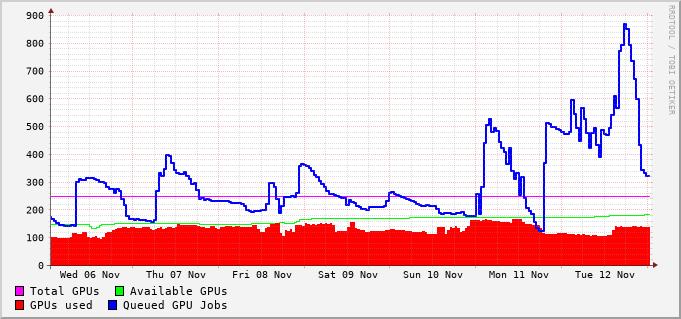 900
800
700
600
500
400
300
200
100
0
Wed 06 Nov Thu 07 Nov Fri 08 Nov Sat 09 Nov Sun 10 Nov Mon 11 Nov Tue 12 Nov
Total GPUs Available GPUs
GPUs used Queued GPU Jobs
RRDTOOL / TOBI OETIKER